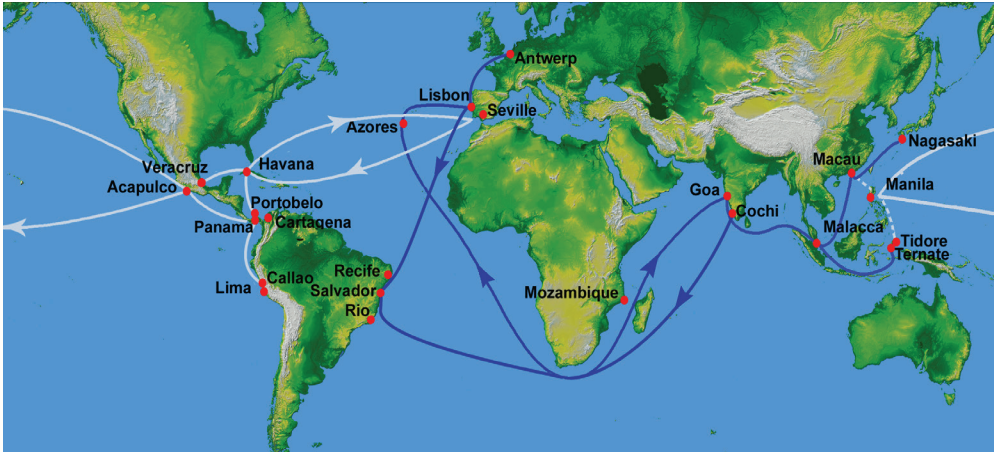 Antwerp
Lisbon
Seville
Azores
Nagasaki
Veracruz
Havana
Macau
Acapulco
Goa
Manila
Portobelo
Cochi
Panama
Cartagena
Malacca
Tidore
Ternate
Recife
Callao
Lima
Salvador
Mozambique
Rio